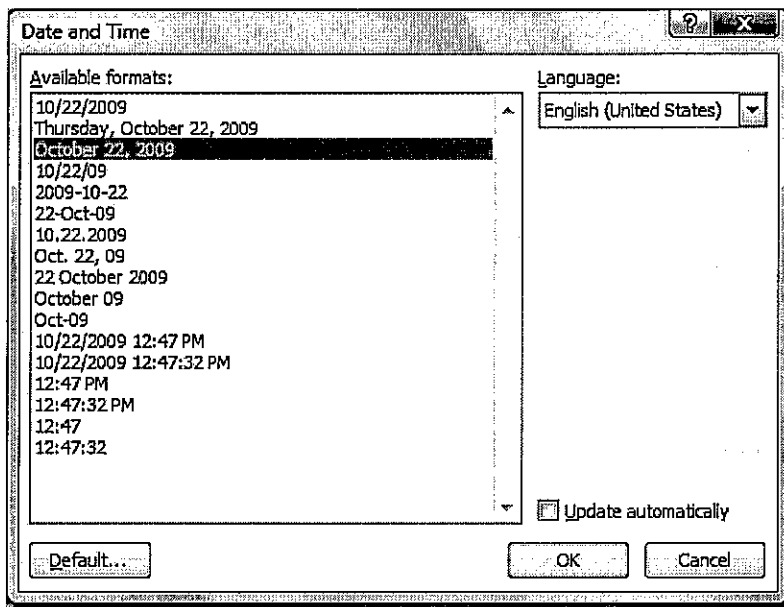 Date and Time
Available formats:
10/22/2009
Thursday, October 22, 2009
October 22, 2009
10/22/09
2009-10-22
22-Oct-09
10.22.2009
Oct. 22, 09
22 October 2009
October 09
Oct-09
10/22/2009 12:47 PM
10/22/2009 12:47:32 PM
12:47 PM
12:47:32 PM
12:47
12:47:32
Language:
English (United States)
Update automatically
Default...
OK
Cancel